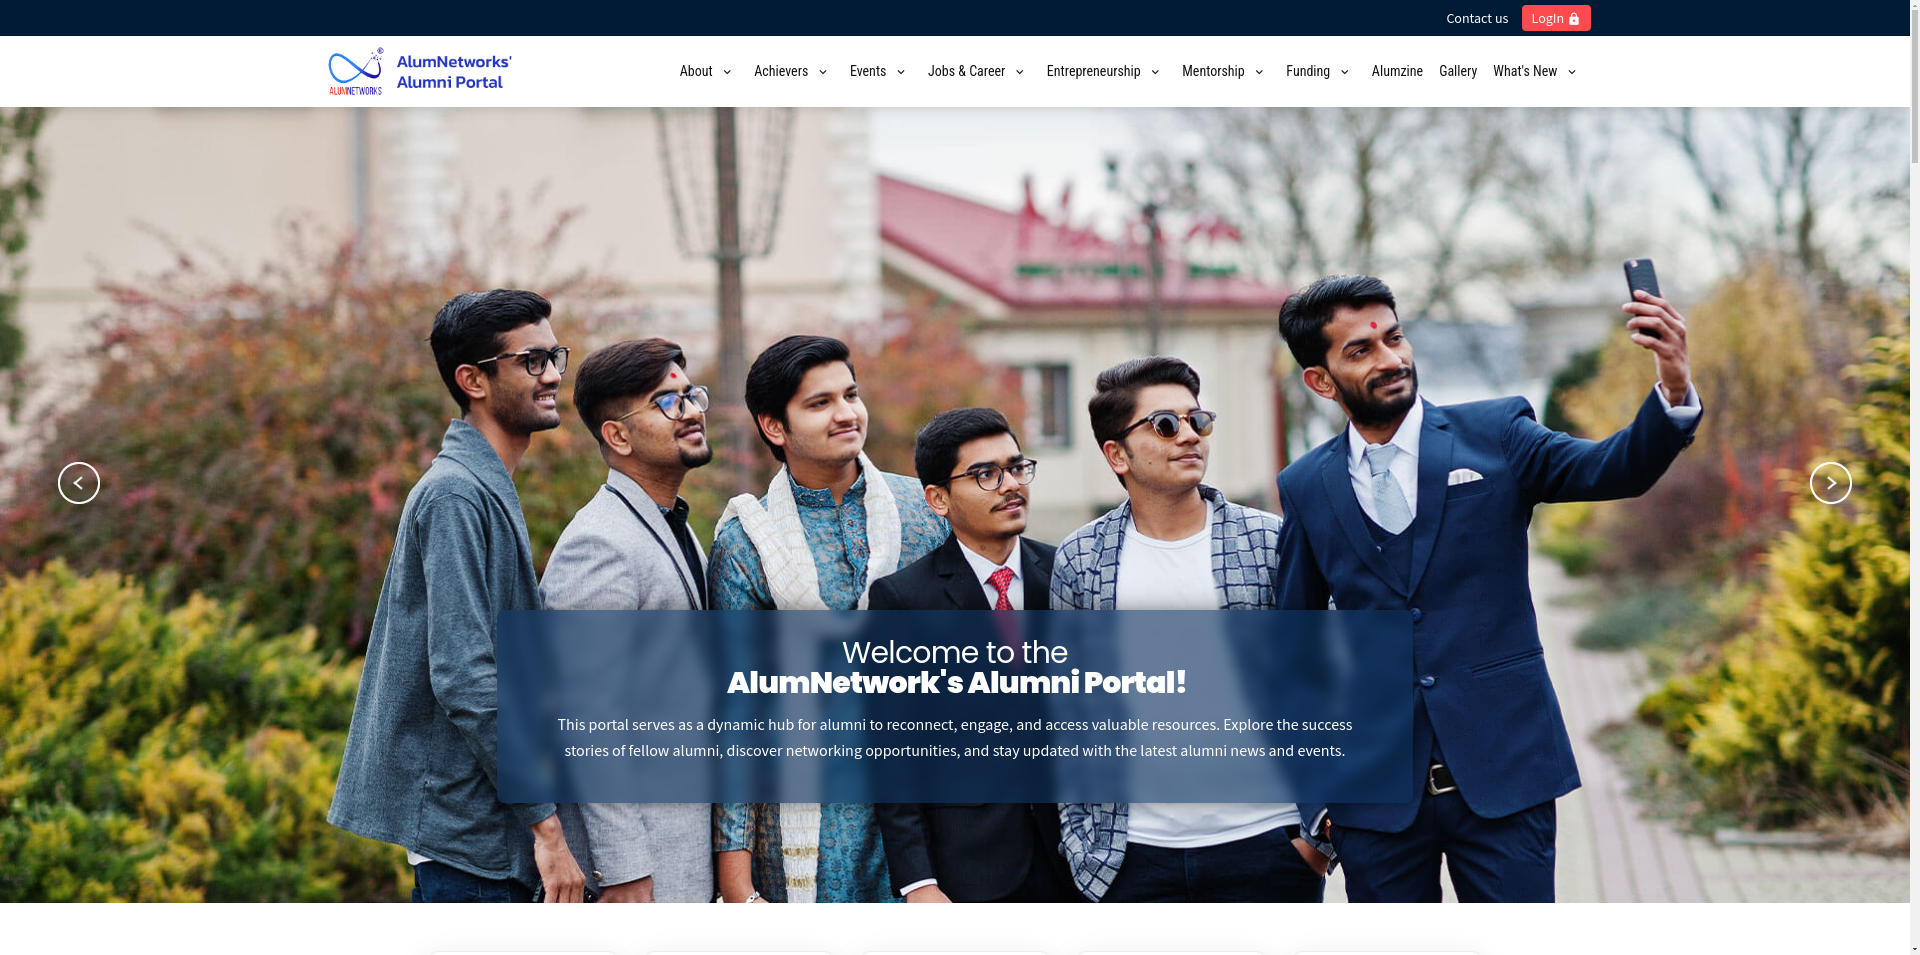 Contact us
LogIn
ALUMNETWORKS
AlumNetworks'
Alumni Portal
About
Achievers
Events
Jobs & Career
Entrepreneurship
Mentorship
Funding
Alumzine
Gallery
What's New
Welcome to the
AlumNetwork's Alumni Portal!
This portal serves as a dynamic hub for alumni to reconnect, engage, and access valuable resources. Explore the success
stories of fellow alumni, discover networking opportunities, and stay updated with the latest alumni news and events.